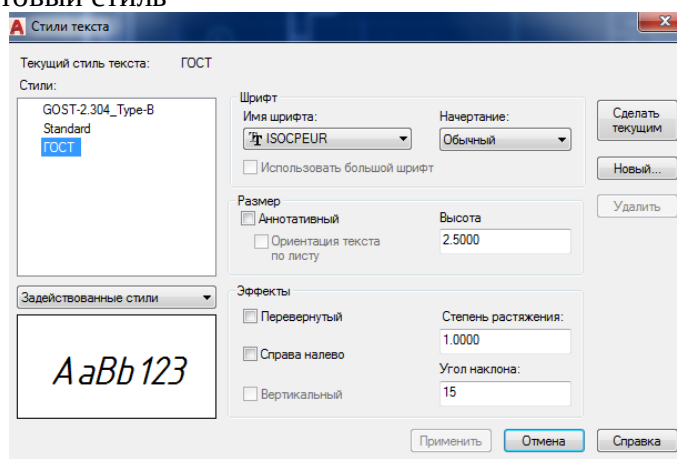 Стили текста
Текущий стиль текста: ГОСТ
Стили:
GOST-2.304_Type-B
Standard
ГОСТ
Шрифт
Имя шрифта:
Начертание:
ISOCPEUR
Обычный
Использовать большой шрифт
Сделать
текущим
Новый...
Удалить
Размер
Аннотативный
Высота
Ориентация текста
по листу
2.5000
Задействованные стили
AaBb123
Эффекты
Перевернутый
Степень растяжения:
1.0000
Справа налево
Угол наклона:
Вертикальный
15
Применить
Отмена
Справка